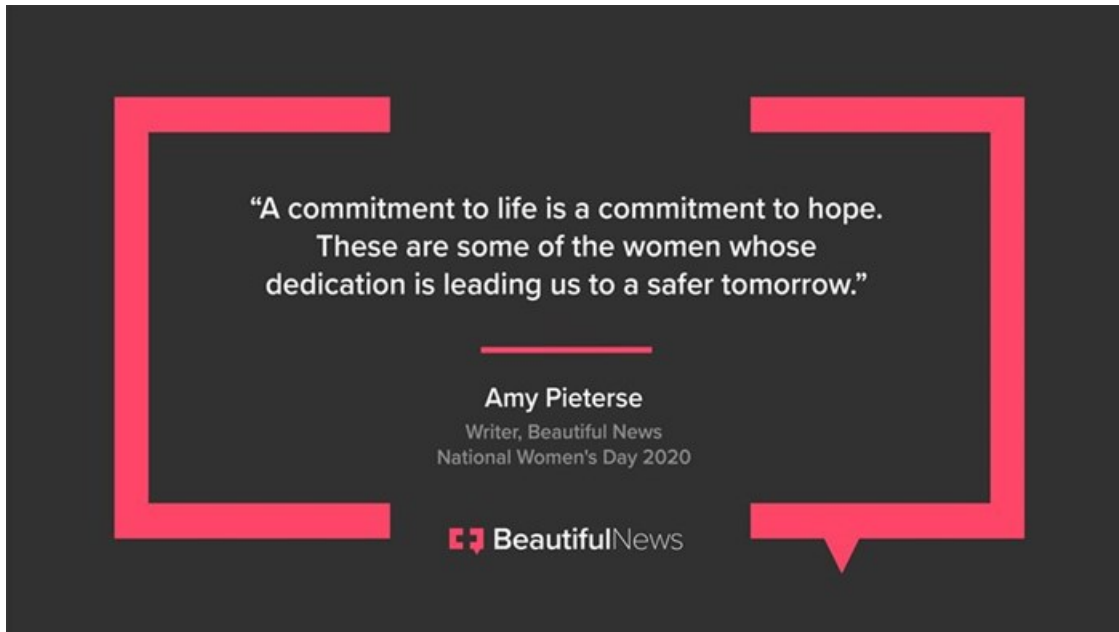 “A commitment to life is a commitment to hope.
These are some of the women whose
dedication is leading us to a safer tomorrow.”
Amy Pieterse
Writer, Beautiful News
National Women's Day 2020
BeautifulNews